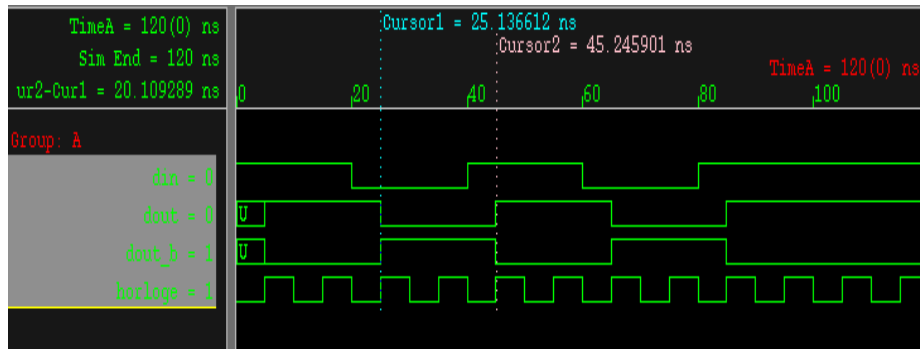 TimeA = 120(0) ns
Sim End = 120 ns
ur2-Cur1 = 20.109289 ns
Cursor1 = 25.136612 ns
Cursor2 = 45.245901 ns
TimeA = 120(0) ns
0 20 40 60 80 100
Group: A
din = 0
dout = 0
U
dout_b = 1
U
horloge = 1